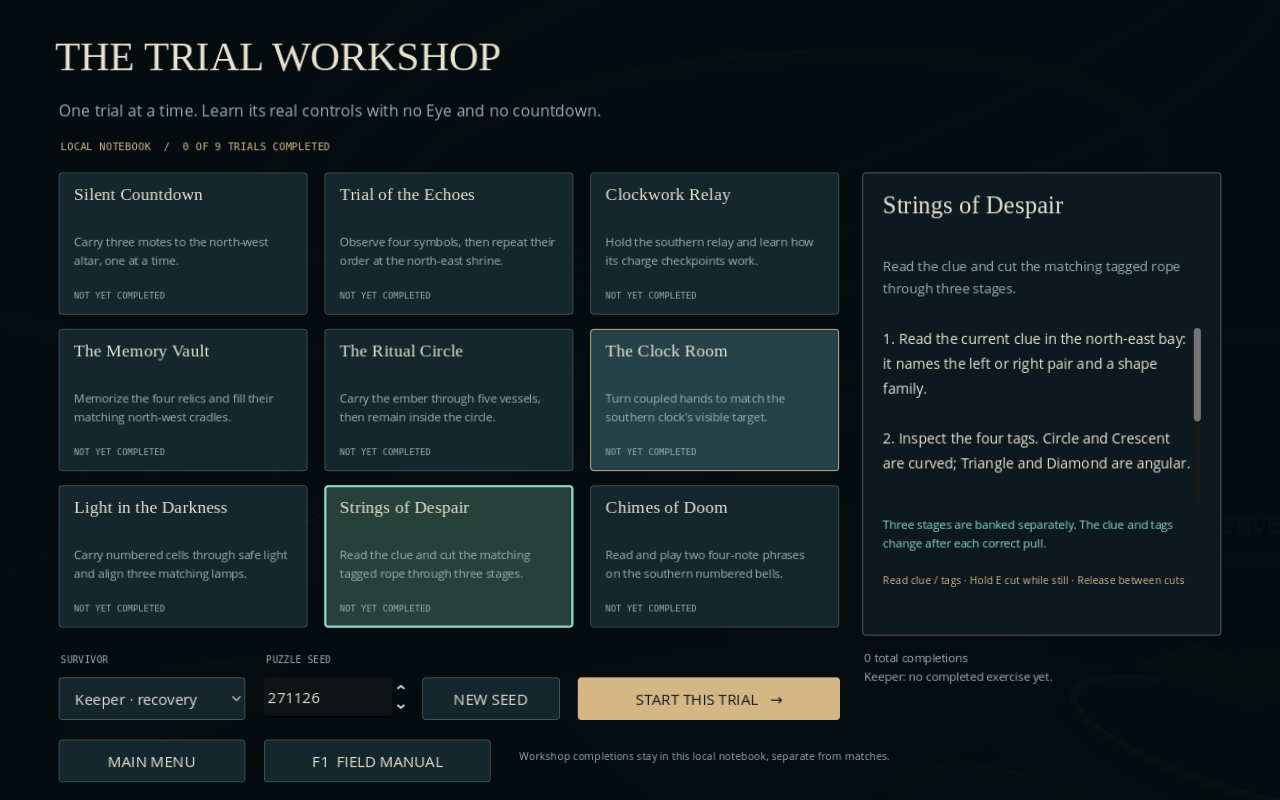 THE TRIAL WORKSHOP
One trial at a time. Learn its real controls with no Eye and no countdown.
LOCAL NOTEBOOK / 0 OF 9 TRIALS COMPLETED
Silent Countdown
Carry three motes to the north-west
altar, one at a time.
NOT YET COMPLETED
Trial of the Echoes
Observe four symbols, then repeat their
order at the north-east shrine.
NOT YET COMPLETED
Clockwork Relay
Hold the southern relay and learn how
its charge checkpoints work.
NOT YET COMPLETED
The Memory Vault
Memorize the four relics and fill their
matching north-west cradles.
NOT YET COMPLETED
The Ritual Circle
Carry the ember through five vessels,
then remain inside the circle.
NOT YET COMPLETED
The Clock Room
Turn coupled hands to match the
southern clock's visible target.
NOT YET COMPLETED
Light in the Darkness
Carry numbered cells through safe light
and align three matching lamps.
NOT YET COMPLETED
Strings of Despair
Read the clue and cut the matching
tagged rope through three stages.
NOT YET COMPLETED
Chimes of Doom
Read and play two four-note phrases
on the southern numbered bells.
NOT YET COMPLETED
Strings of Despair
Read the clue and cut the matching tagged rope
through three stages.
1. Read the current clue in the north-east bay:
it names the left or right pair and a shape
family.
2. Inspect the four tags. Circle and Crescent
are curved; Triangle and Diamond are angular.
Three stages are banked separately. The clue and tags
change after each correct pull.
Read clue / tags · Hold E cut while still · Release between cuts
0 total completions
Keeper: no completed exercise yet.
SURVIVOR
Keeper · recovery
PUZZLE SEED
271126
NEW SEED
START THIS TRIAL →
MAIN MENU
F1 FIELD MANUAL
Workshop completions stay in this local notebook, separate from matches.